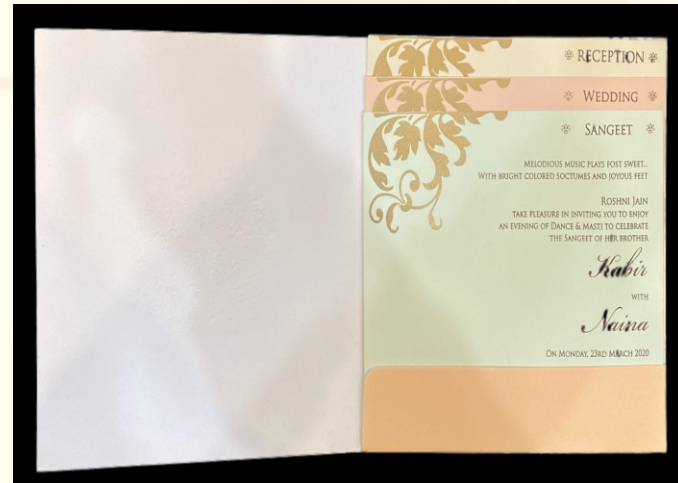 RECEPTION
WEDDING
SANGEET
MELODIOUS MUSIC PLAYS FOST SWEET...
WITH BRIGHT COLORED SOCTUMES AND JOYOUS FEET
ROSHNI JAIN
TAKE PLEASURE IN INVITING YOU TO ENJOY
AN EVENING OF DANCE & MASTI TO CELEBRATE
THE SANGEET OF HER BROTHER
Kabir
WITH
Naina
ON MONDAY, 23RD MARCH 2020